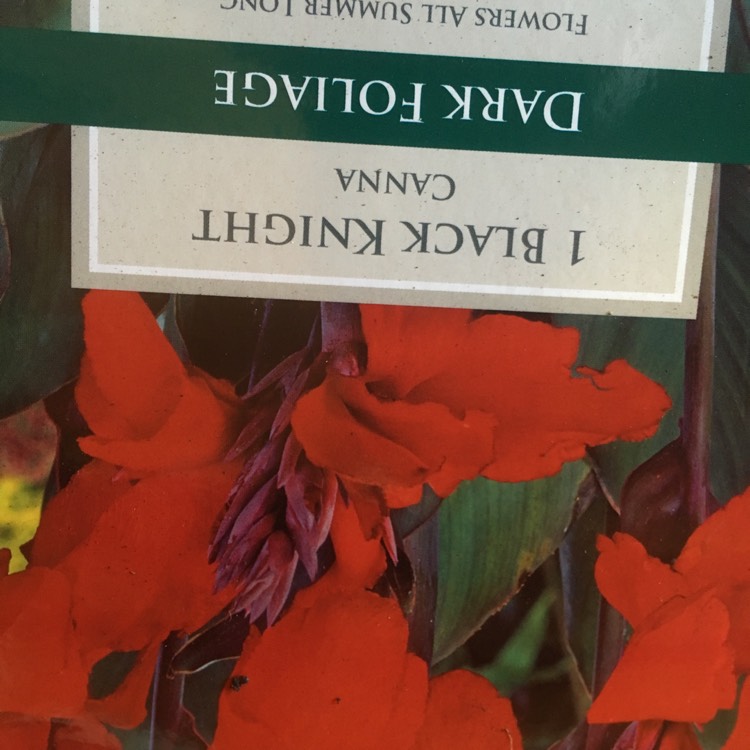 1 BLACK KNIGHT
CANNA
DARK FOLIAGE
FLOWERS ALL SUMMER LONG